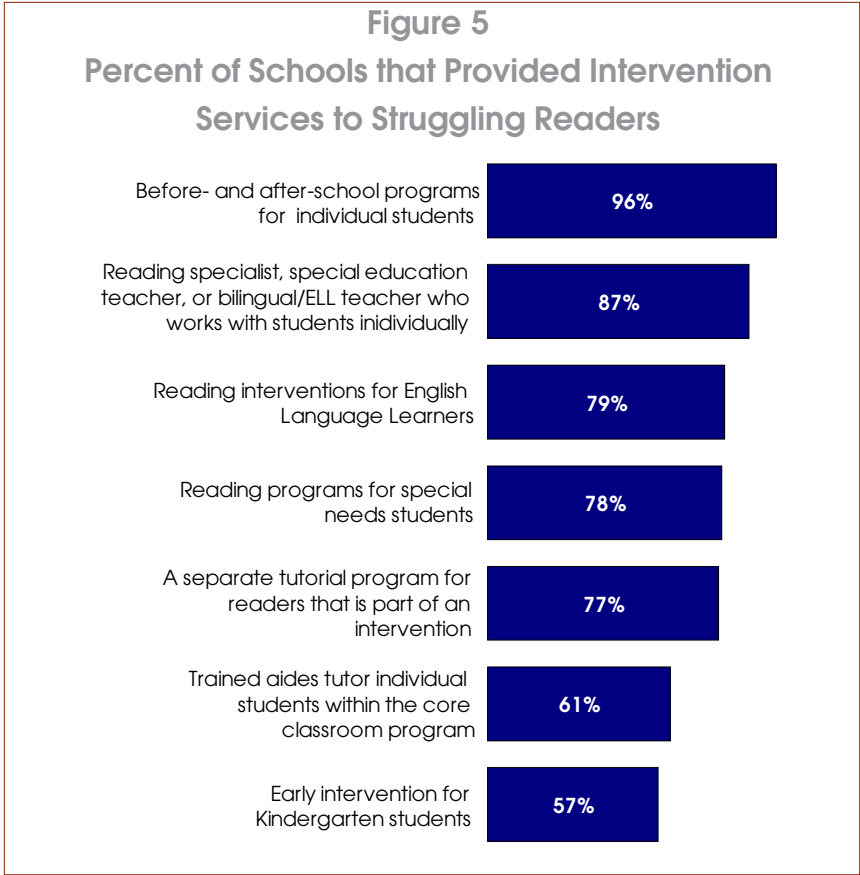 Figure 5
Percent of Schools that Provided Intervention
Services to Struggling Readers
Before- and after-school programs
for individual students
96%
Reading specialist, special education
teacher, or bilingual/ELL teacher who
works with students inidividually
87%
Reading interventions for English
Language Learners
79%
Reading programs for special
needs students
78%
A separate tutorial program for
readers that is part of an
intervention
77%
Trained aides tutor individual
students within the core
classroom program
61%
Early intervention for
Kindergarten students
57%